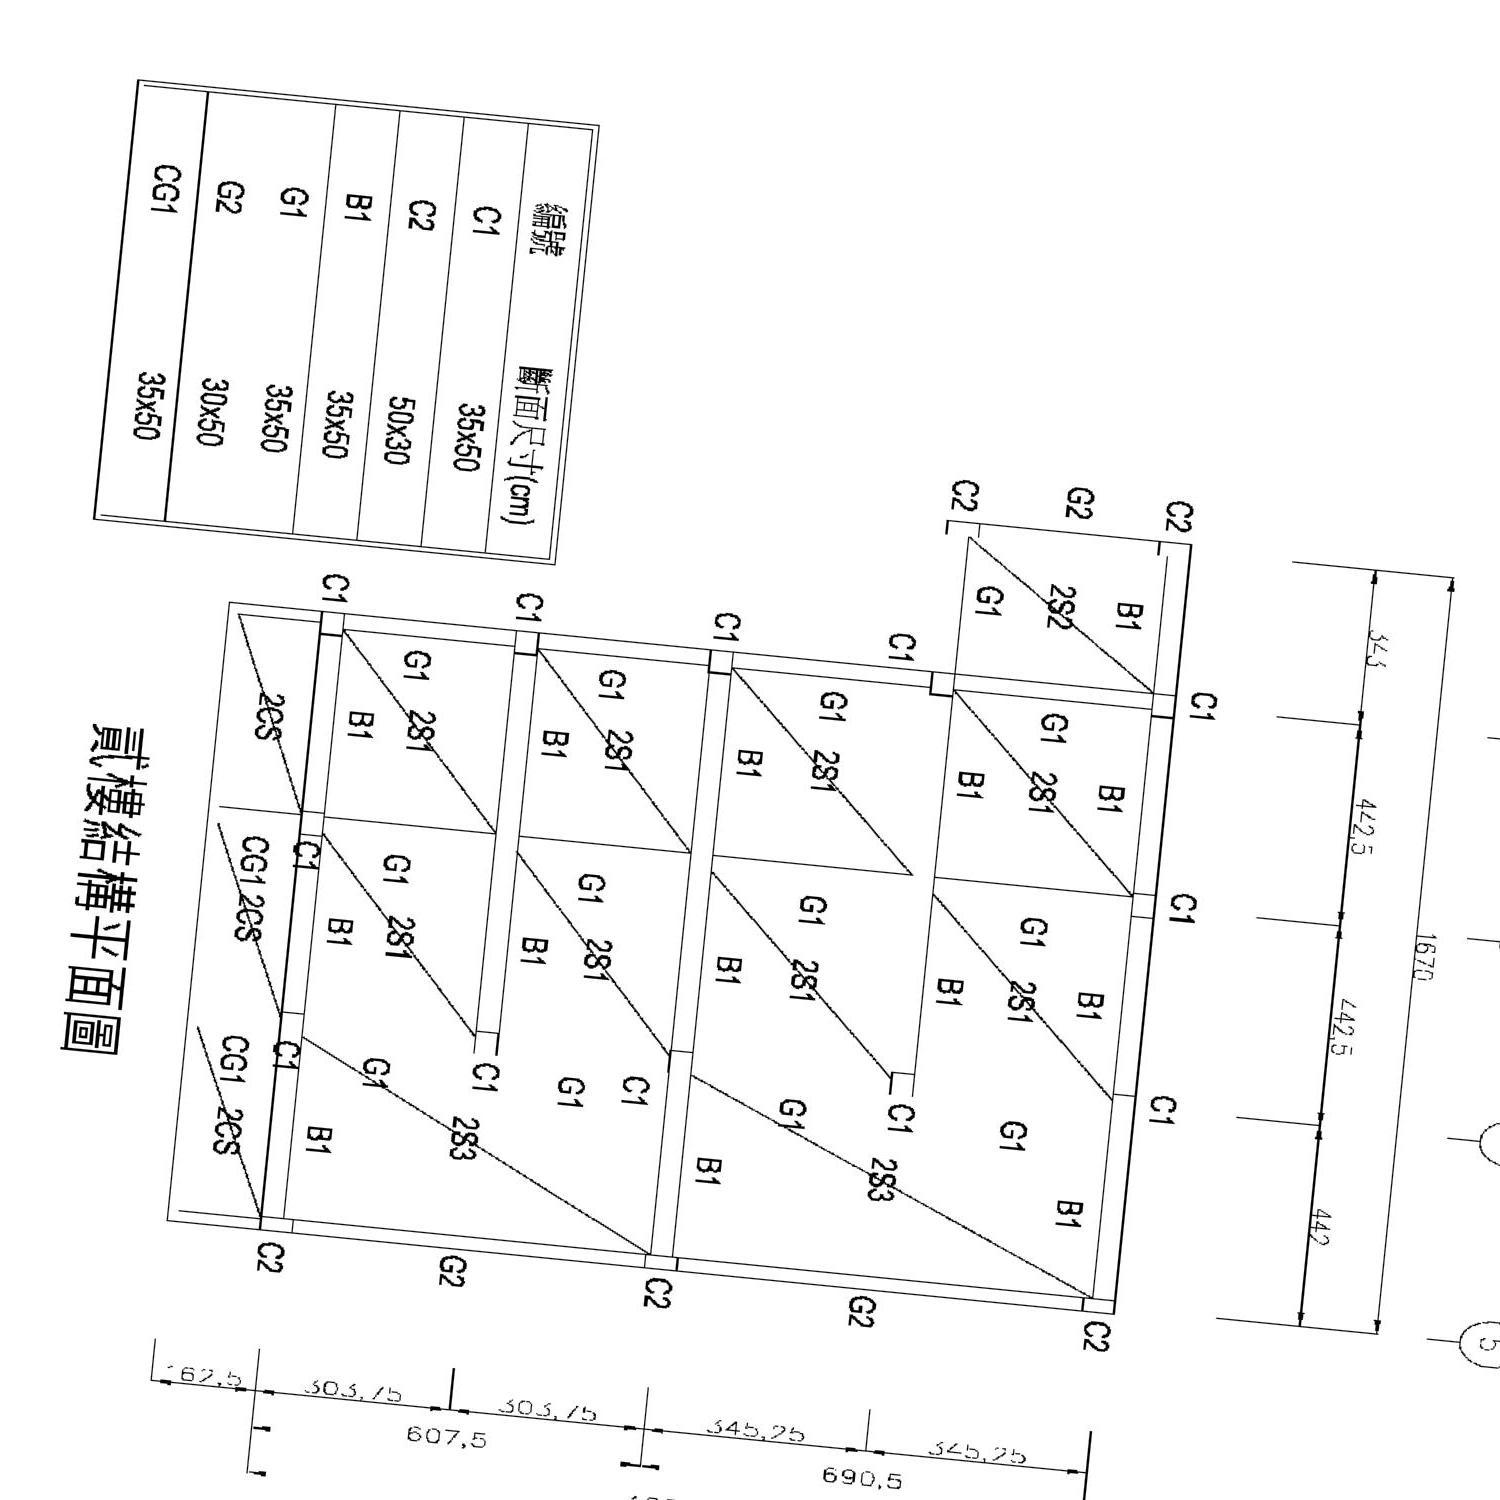 編號 斷面尺寸(cm)
C1 35x50
C2 50x30
B1 35x50
G1 35x50
G2 30x50
CG1 35x50
1670
343 442.5 442.5 442
5
C2 C1 C1 C1 C2
B1 B1 B1 B1
G2 2S2 G1 2S1 G1 2S1 G1
C2 G1 B1 B1
C1 C1 2S3 G2
G1 2S1 G1 2S1 G1
C1 B1 B1 B1 C2
G1 2S1 G1 2S1 C1 G1
C1 B1 B1 C1
G1 2S1 G1 2S1 2S3 G2
C1 B1 B1 G1 B1 C2
2CS C1 C1
CG1 2CS CG1 2CS
345.25
345.25
690.5
303.75
303.75
607.5
162.5
貳樓結構平面圖